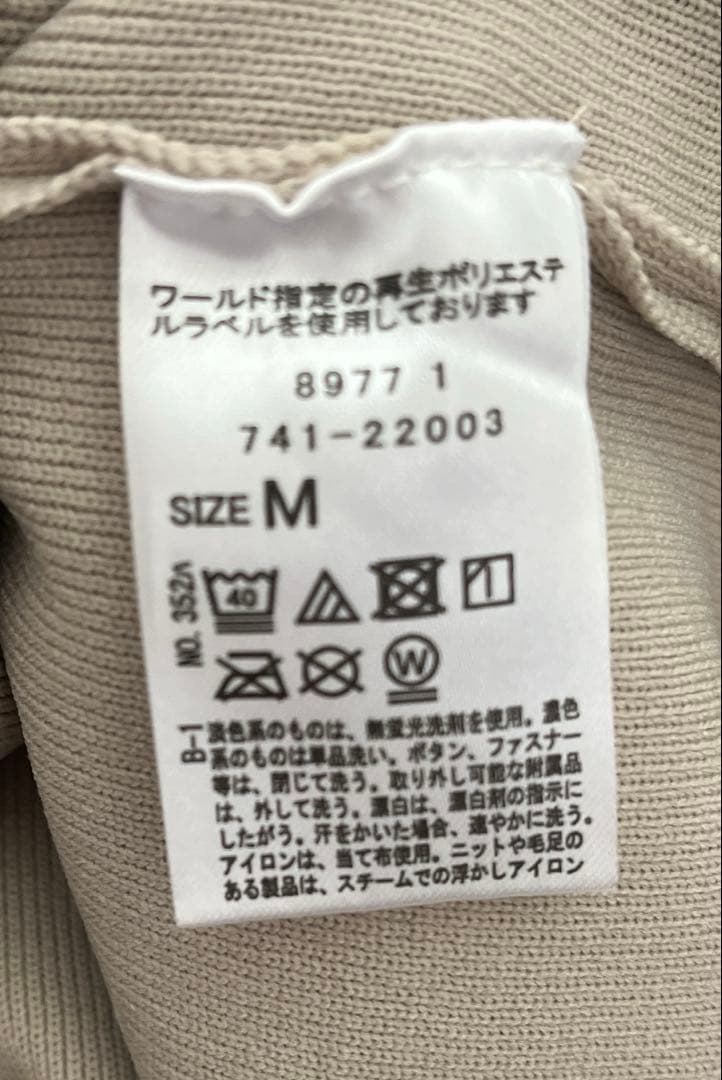 ワールド指定の再生ポリエステ
ルラベルを使用しております
8977 1
741-22003
SIZE M
NO. 352A
40
W
B-1
淡色系のものは、無蛍光洗剤を使用。濃色
系のものは単品洗い。ボタン、ファスナー
等は、閉じて洗う。取り外し可能な附属品
は、外して洗う。漂白は、漂白剤の指示に
したがう。汗をかいた場合、速やかに洗う。
アイロンは、当て布使用。ニットや毛足の
ある製品は、スチームでの浮かしアイロン